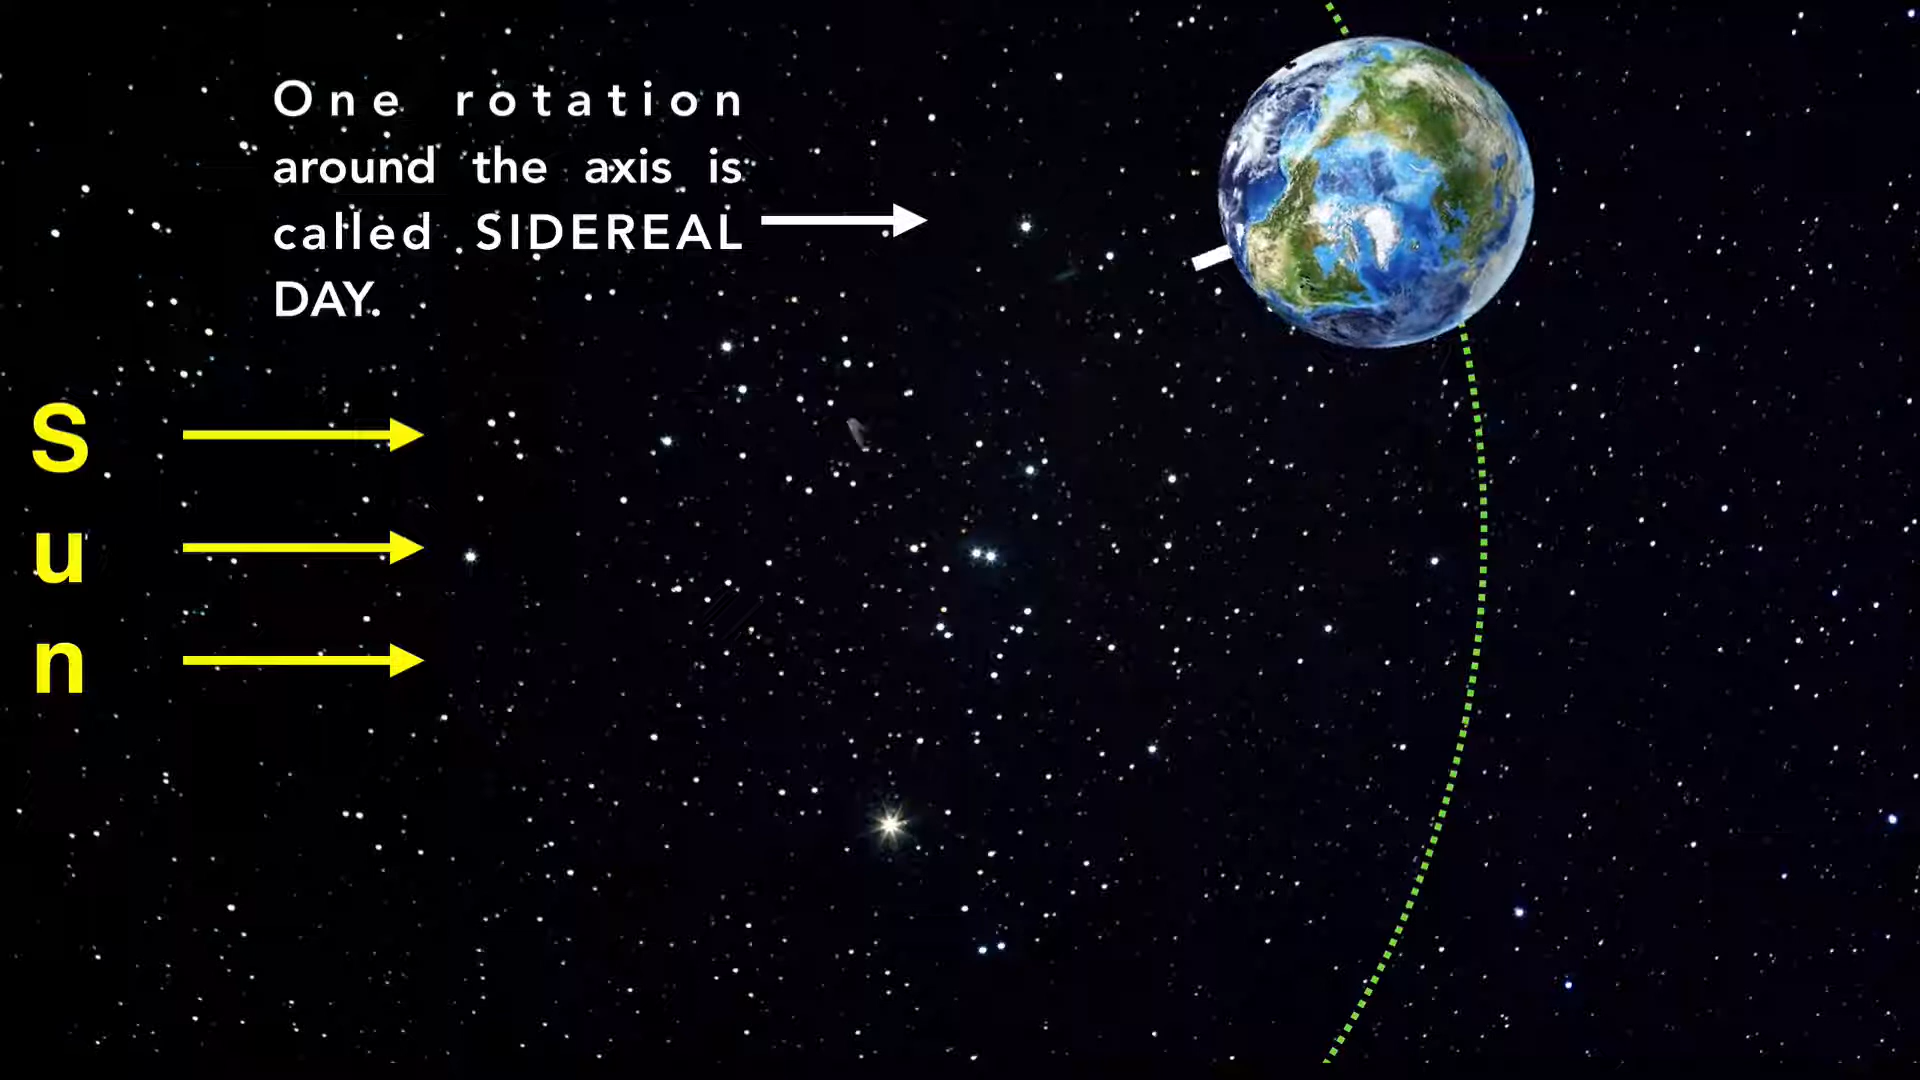 One rotation
around the axis is
called SIDEREAL
DAY.
S
u
n